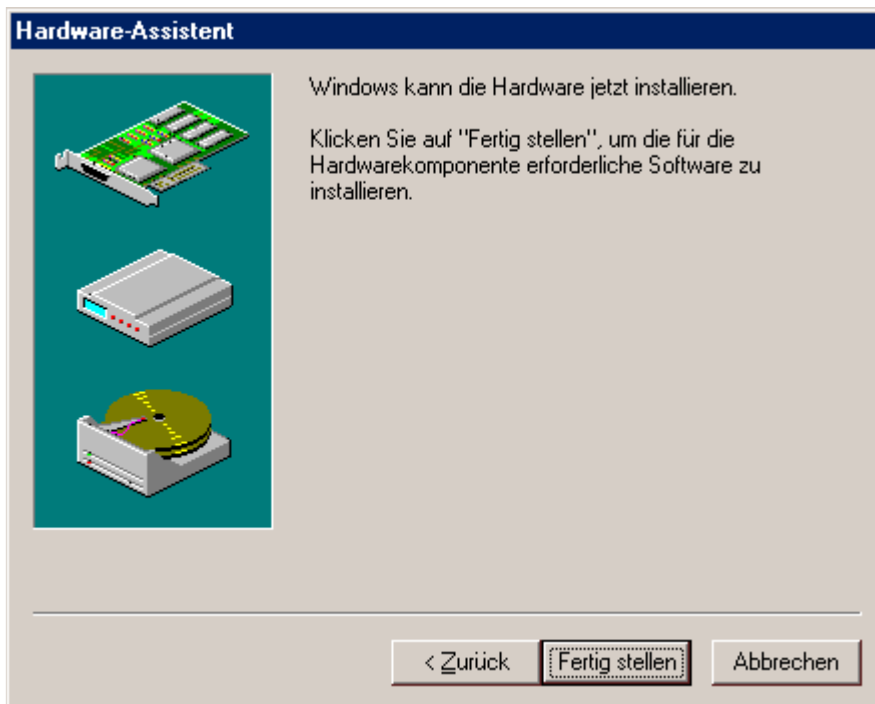 Hardware-Assistent
Windows kann die Hardware jetzt installieren.
Klicken Sie auf "Fertig stellen", um die für die
Hardwarekomponente erforderliche Software zu
installieren.
< Zurück
Fertig stellen
Abbrechen